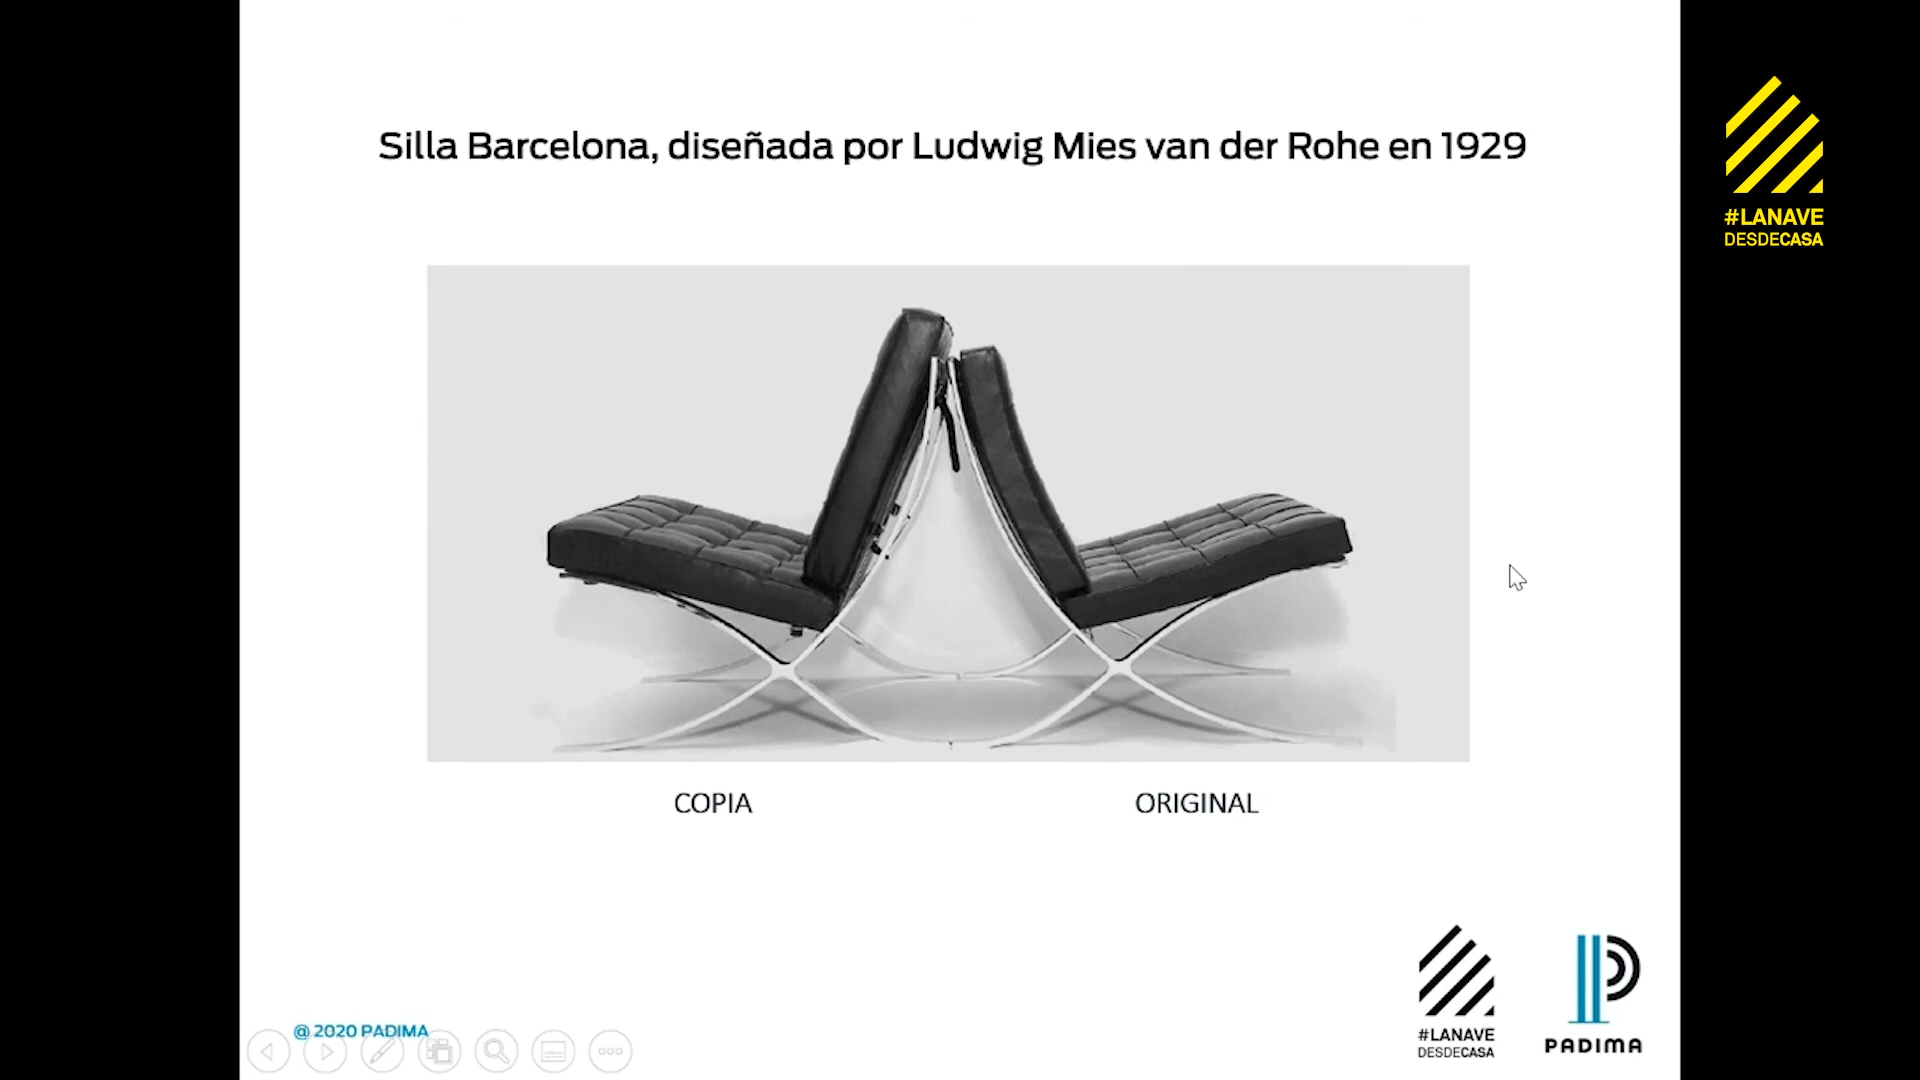 Silla Barcelona, diseñada por Ludwig Mies van der Rohe en 1929
#LANAVE
DESDECASA
COPIA
ORIGINAL
@ 2020 PADIMA
#LANAVE
DESDECASA
PADIMA